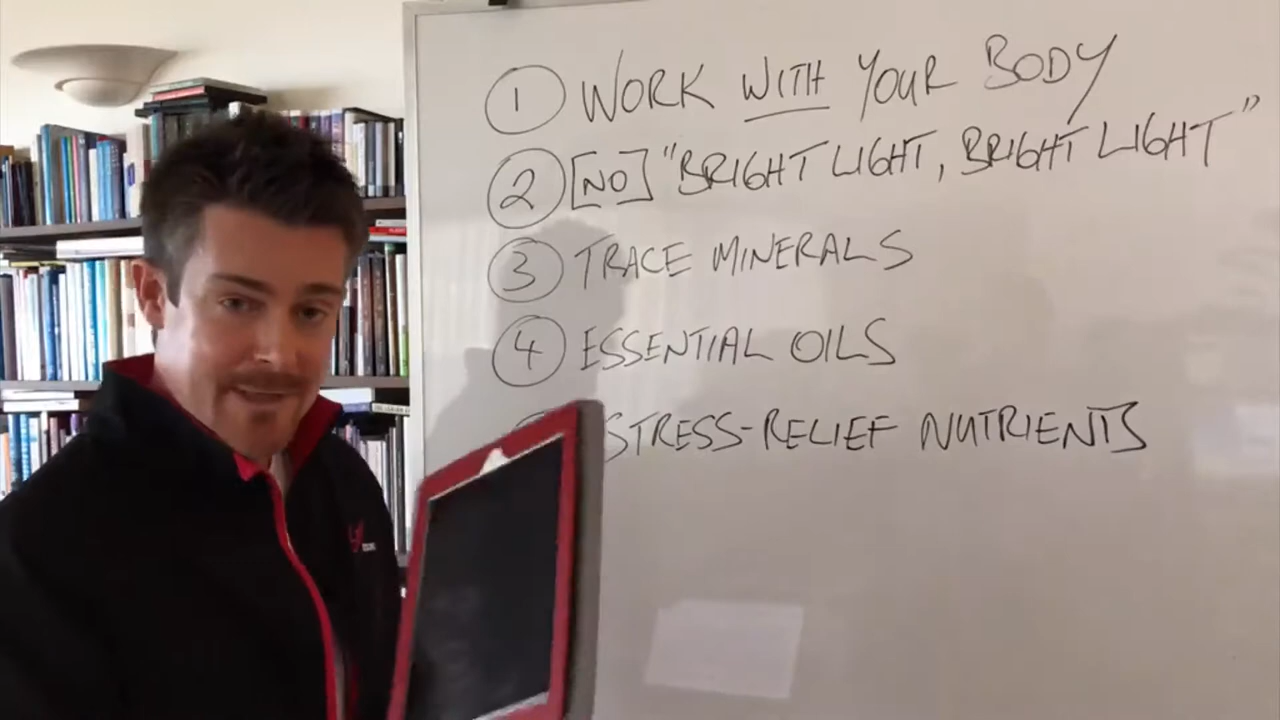 1 WORK WITH YOUR BODY
2 [NO] "BRIGHT LIGHT, BRIGHT LIGHT"
3 TRACE MINERALS
4 ESSENTIAL OILS
STRESS-RELIEF NUTRIENTS